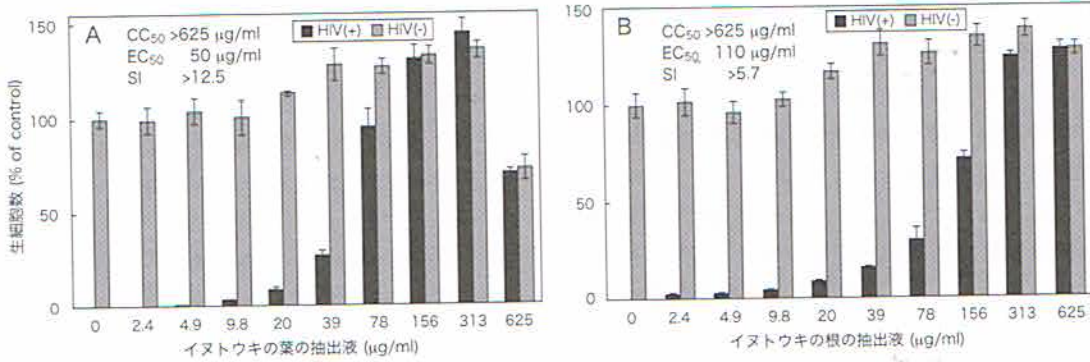 A
CC50 >625 μg/ml
EC50 50 μg/ml
SI >12.5
HIV(+) HIV(-)
生細胞数 (% of control)
150
100
50
0
0 2.4 4.9 9.8 20 39 78 156 313 625
イヌトウキの葉の抽出液 (μg/ml)
B
CC50 >625 μg/ml
EC50 110 μg/ml
SI >5.7
HIV(+) HIV(-)
150
100
50
0
0 2.4 4.9 9.8 20 39 78 156 313 625
イヌトウキの根の抽出液 (μg/ml)